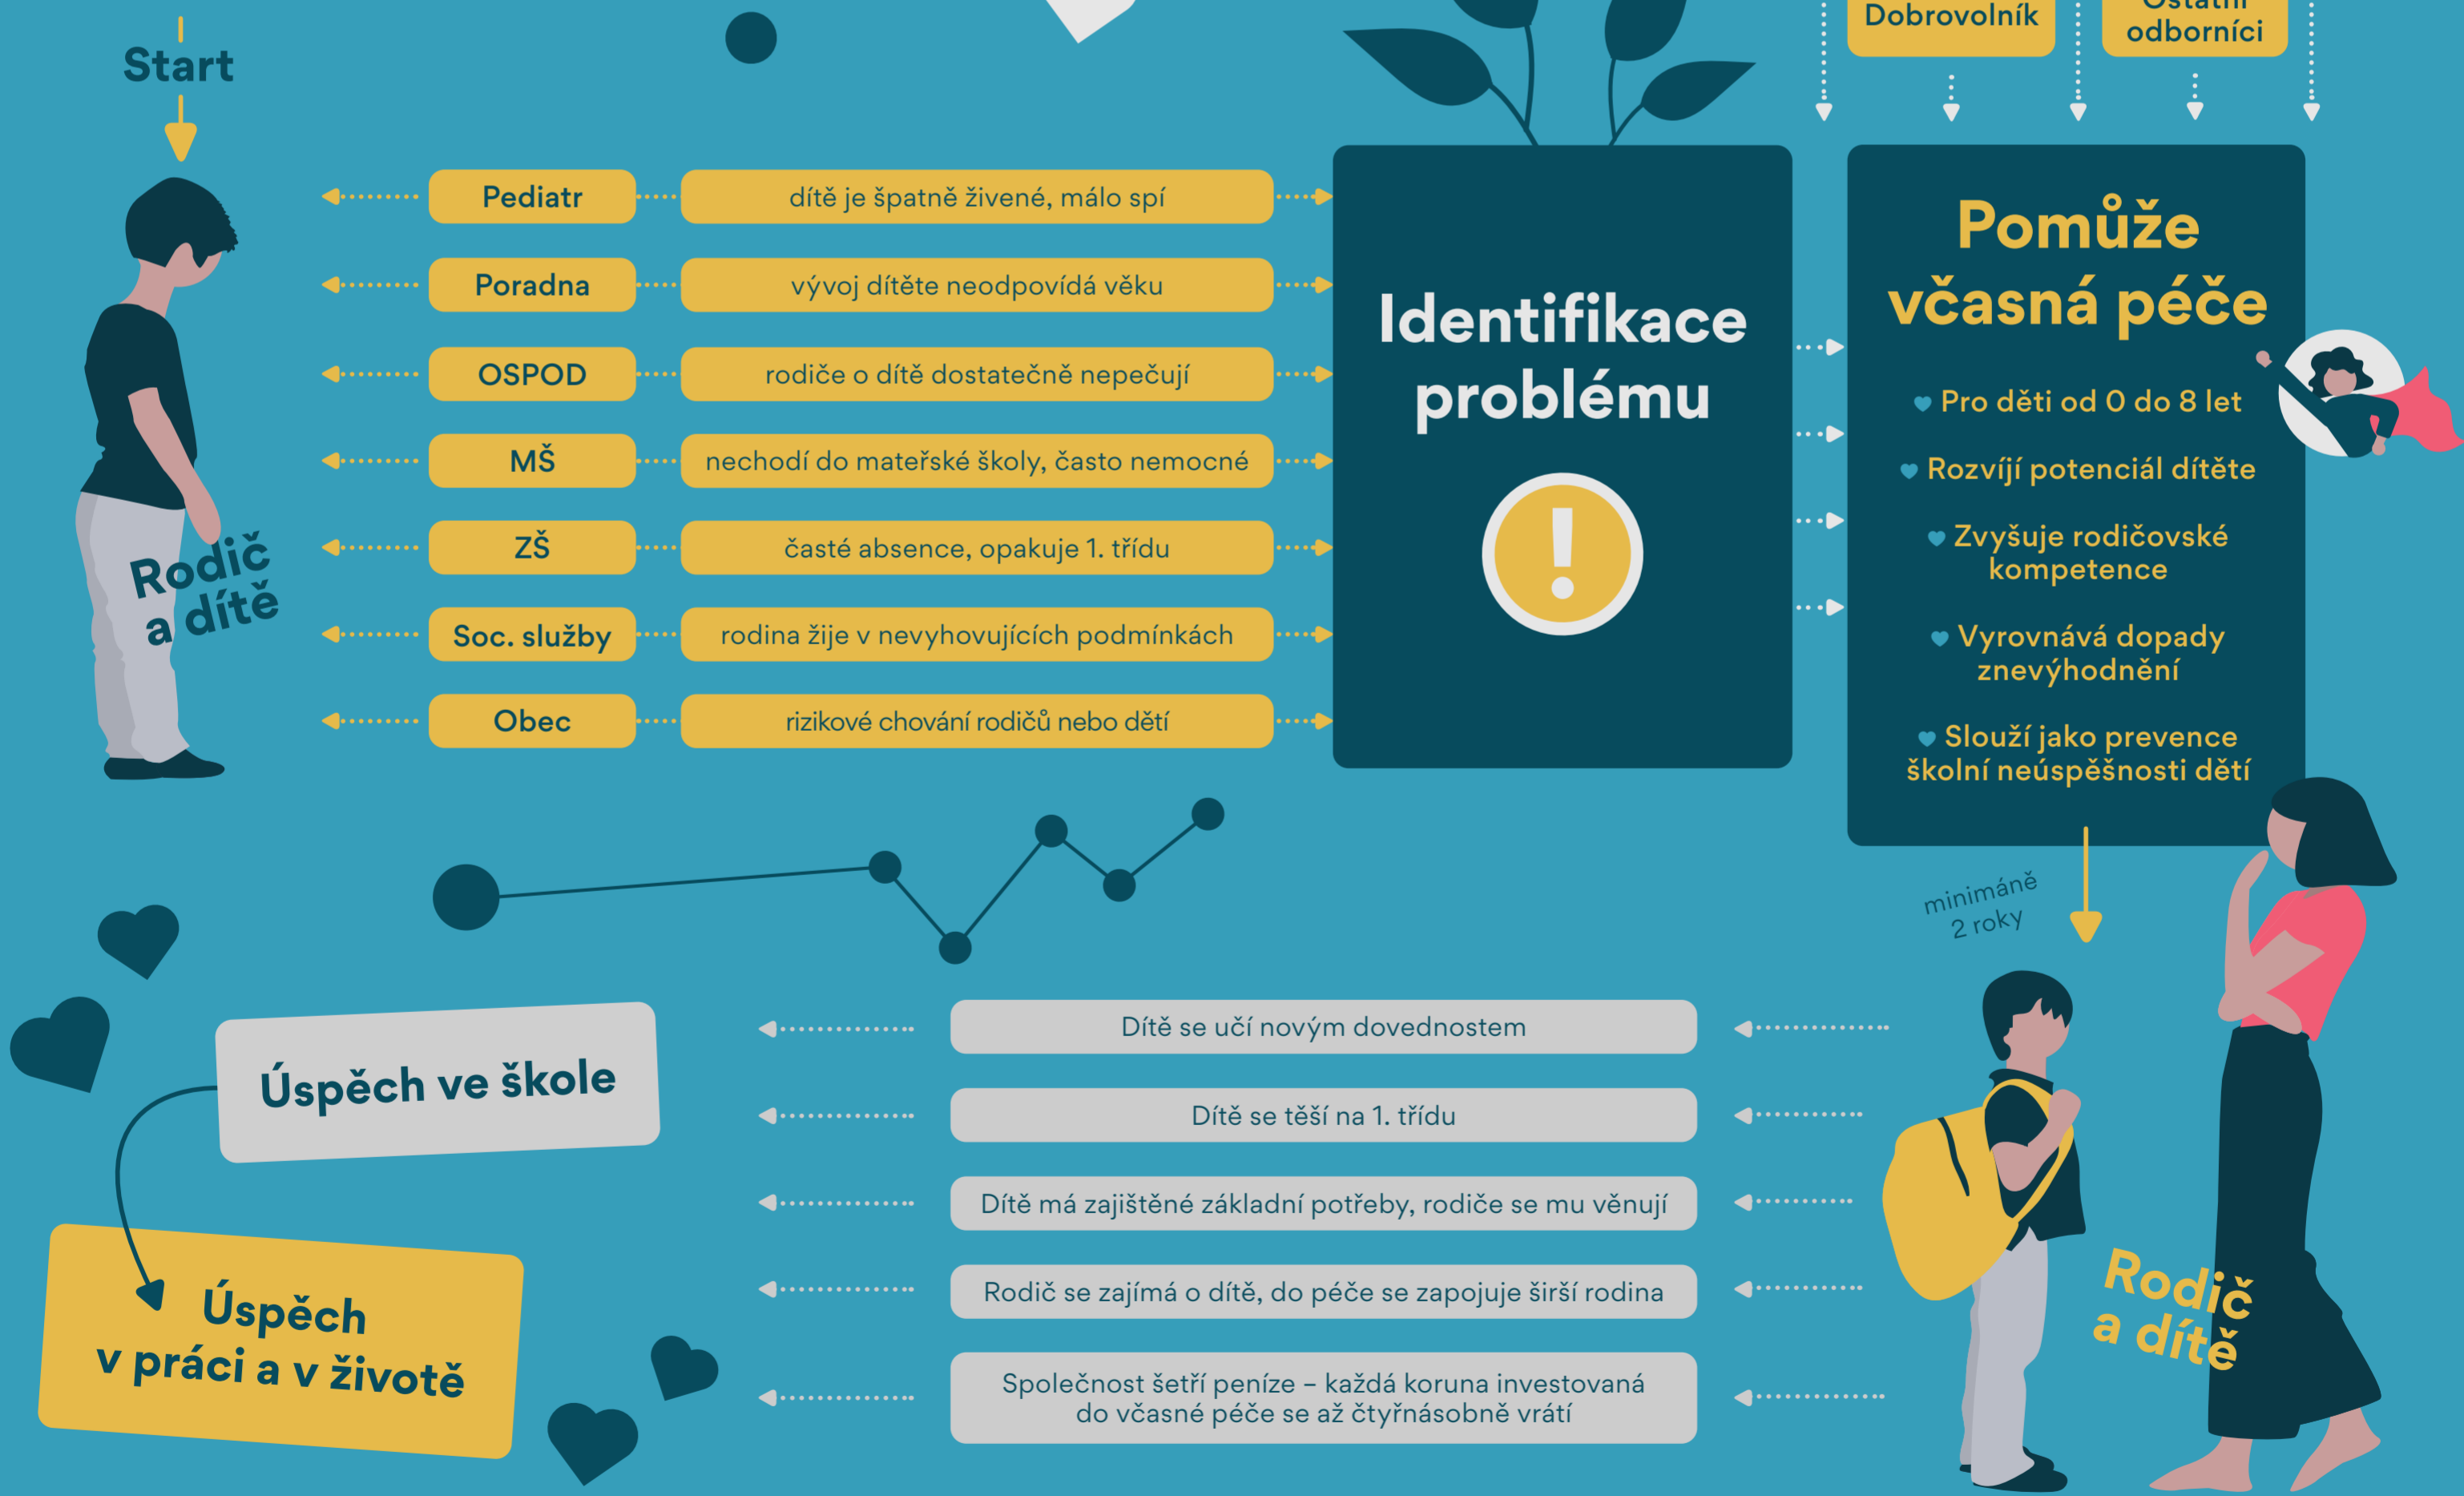 Start
Dobrovolník
Ostatní
odborníci
Pediatr
dítě je špatně živené, málo spí
Poradna
vývoj dítěte neodpovídá věku
OSPOD
rodiče o dítě dostatečně nepečují
MŠ
nechodí do mateřské školy, často nemocné
ZŠ
časté absence, opakuje 1. třídu
Soc. služby
rodina žije v nevyhovujících podmínkách
Obec
rizikové chování rodičů nebo dětí
Rodič
a dítě
Identifikace
problému
!
Pomůže
včasná péče
Pro děti od 0 do 8 let
Rozvíjí potenciál dítěte
Zvyšuje rodičovské
kompetence
Vyrovnává dopady
znevýhodnění
Slouží jako prevence
školní neúspěšnosti dětí
minimáně
2 roky
Rodič
a dítě
Dítě se učí novým dovednostem
Dítě se těší na 1. třídu
Dítě má zajištěné základní potřeby, rodiče se mu věnují
Rodič se zajímá o dítě, do péče se zapojuje širší rodina
Společnost šetří peníze – každá koruna investovaná
do včasné péče se až čtyřnásobně vrátí
Úspěch ve škole
Úspěch
v práci a v životě